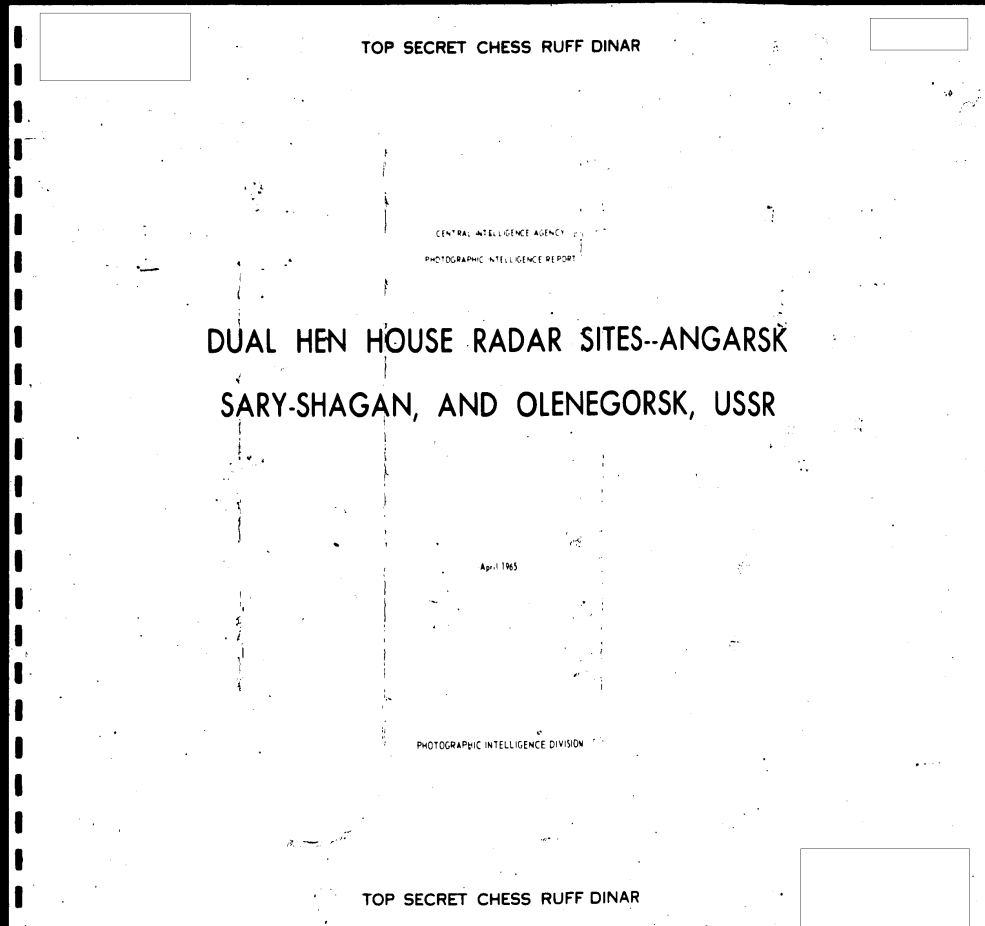 TOP SECRET CHESS RUFF DINAR
CENTRAL INTELLIGENCE AGENCY
PHOTOGRAPHIC INTELLIGENCE REPORT
DUAL HEN HOUSE RADAR SITES--ANGARSK
SARY-SHAGAN, AND OLENEGORSK, USSR
April 1965
PHOTOGRAPHIC INTELLIGENCE DIVISION
TOP SECRET CHESS RUFF DINAR